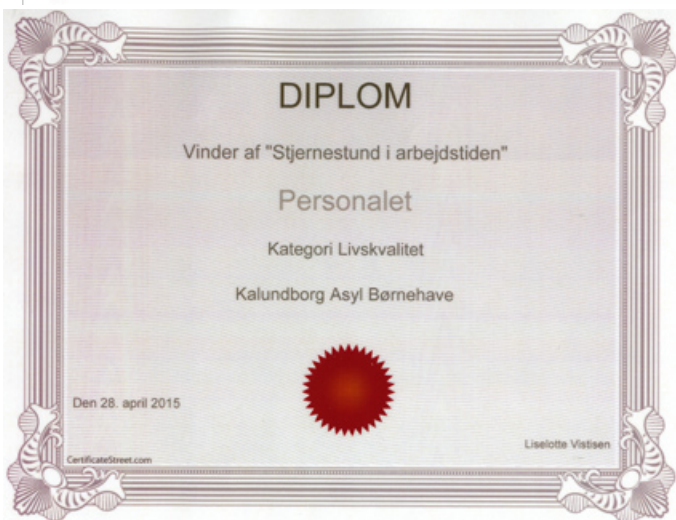 DIPLOM
Vinder af "Stjernestund i arbejdstiden"
Personalet
Kategori Livskvalitet
Kalundborg Asyl Børnehave
Den 28. april 2015
Liselotte Vistisen
CertificateStreet.com